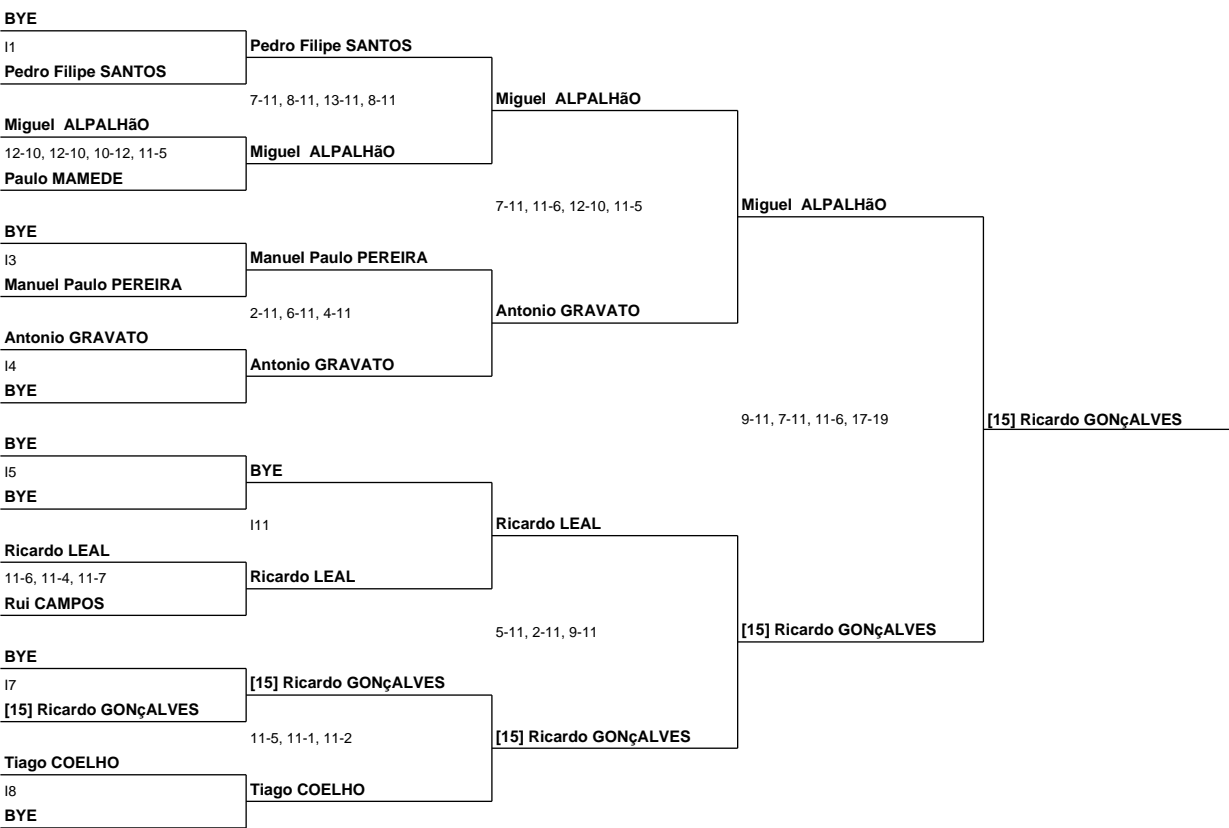 BYE
I1
Pedro Filipe SANTOS
Pedro Filipe SANTOS
7-11, 8-11, 13-11, 8-11
Miguel ALPALHãO
Miguel ALPALHãO
12-10, 12-10, 10-12, 11-5
Miguel ALPALHãO
Paulo MAMEDE
7-11, 11-6, 12-10, 11-5
Miguel ALPALHãO
BYE
I3
Manuel Paulo PEREIRA
Manuel Paulo PEREIRA
2-11, 6-11, 4-11
Antonio GRAVATO
Antonio GRAVATO
I4
Antonio GRAVATO
BYE
9-11, 7-11, 11-6, 17-19
[15] Ricardo GONçALVES
BYE
I5
BYE
BYE
I11
Ricardo LEAL
Ricardo LEAL
11-6, 11-4, 11-7
Ricardo LEAL
Rui CAMPOS
5-11, 2-11, 9-11
[15] Ricardo GONçALVES
BYE
I7
[15] Ricardo GONçALVES
[15] Ricardo GONçALVES
11-5, 11-1, 11-2
[15] Ricardo GONçALVES
Tiago COELHO
I8
Tiago COELHO
BYE